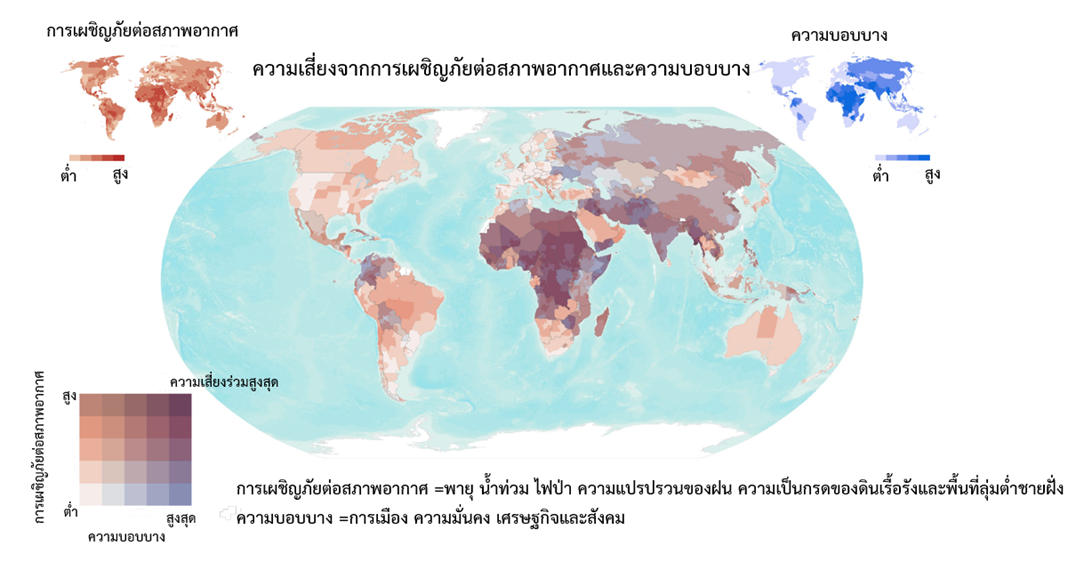 การเผชิญภัยต่อสภาพอากาศ
ความบอบบาง
ความเสี่ยงจากการเผชิญภัยต่อสภาพอากาศและความบอบบาง
ต่ำ
สูง
ต่ำ
สูง
ความเสี่ยงร่วมสูงสุด
สูง
การเผชิญภัยต่อสภาพอากาศ
ต่ำ
สูงสุด
ความบอบบาง
การเผชิญภัยต่อสภาพอากาศ =พายุ น้ำท่วม ไฟป่า ความแปรปรวนของฝน ความเป็นกรดของดินเรื้อรังและพื้นที่ลุ่มต่ำชายฝั่ง
ความบอบบาง =การเมือง ความมั่นคง เศรษฐกิจและสังคม